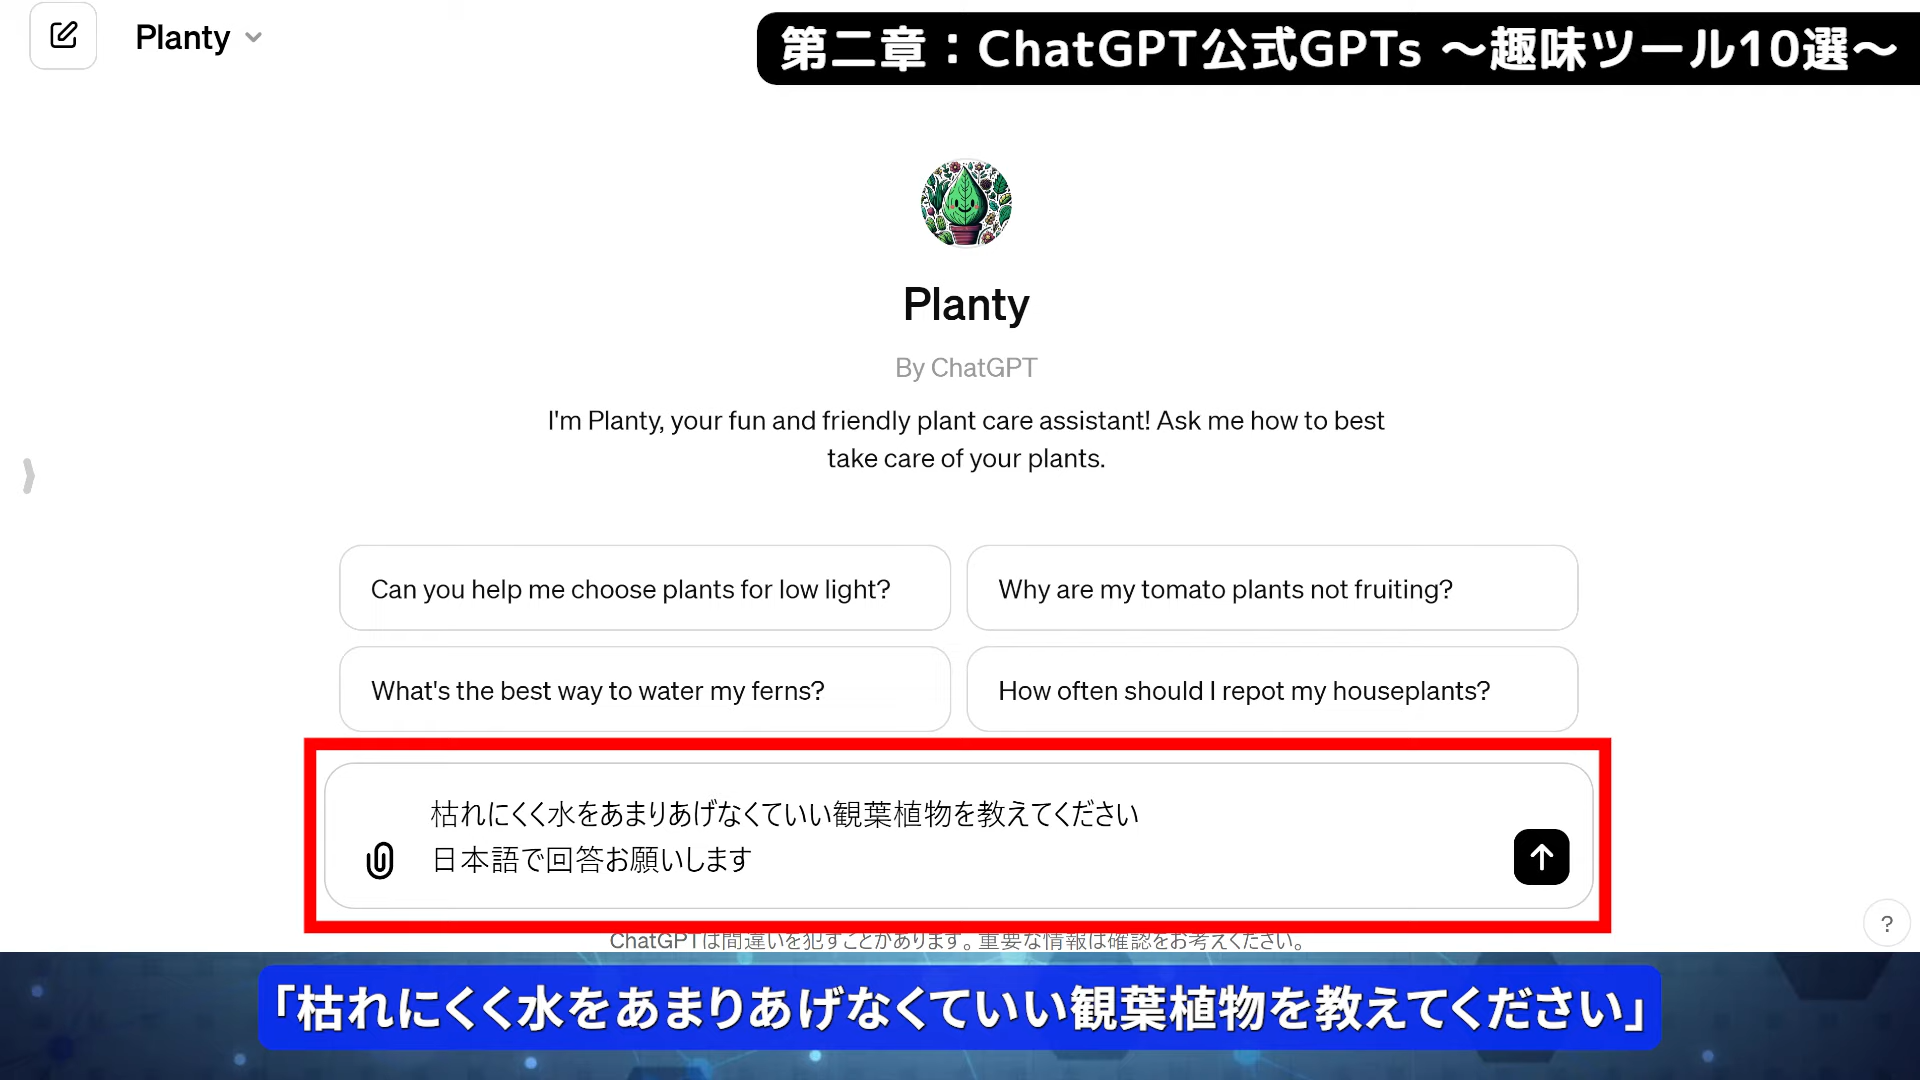 Planty
第二章：ChatGPT公式GPTs ～趣味ツール10選～
Planty
By ChatGPT
I'm Planty, your fun and friendly plant care assistant! Ask me how to best
take care of your plants.
Can you help me choose plants for low light?
Why are my tomato plants not fruiting?
What's the best way to water my ferns?
How often should I repot my houseplants?
枯れにくく水をあまりあげなくていい観葉植物を教えてください
日本語で回答お願いします
?
ChatGPTは間違いを犯すことがあります。重要な情報は確認をお考えください。
「枯れにくく水をあまりあげなくていい観葉植物を教えてください」